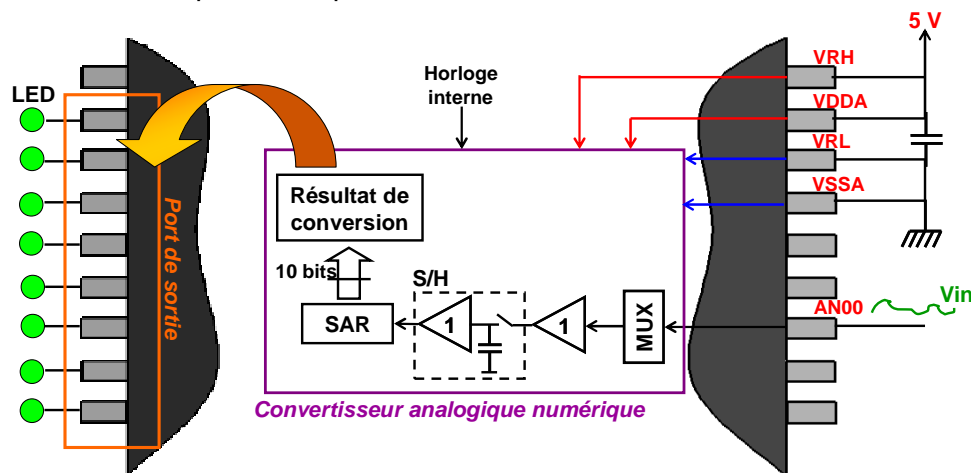 5 V
VRH
Horloge
interne
LED
VDDA
VRL
VSSA
Résultat de
conversion
Port de sortie
10 bits
S/H
Vin
AN00
SAR
1
1
MUX
Convertisseur analogique numérique